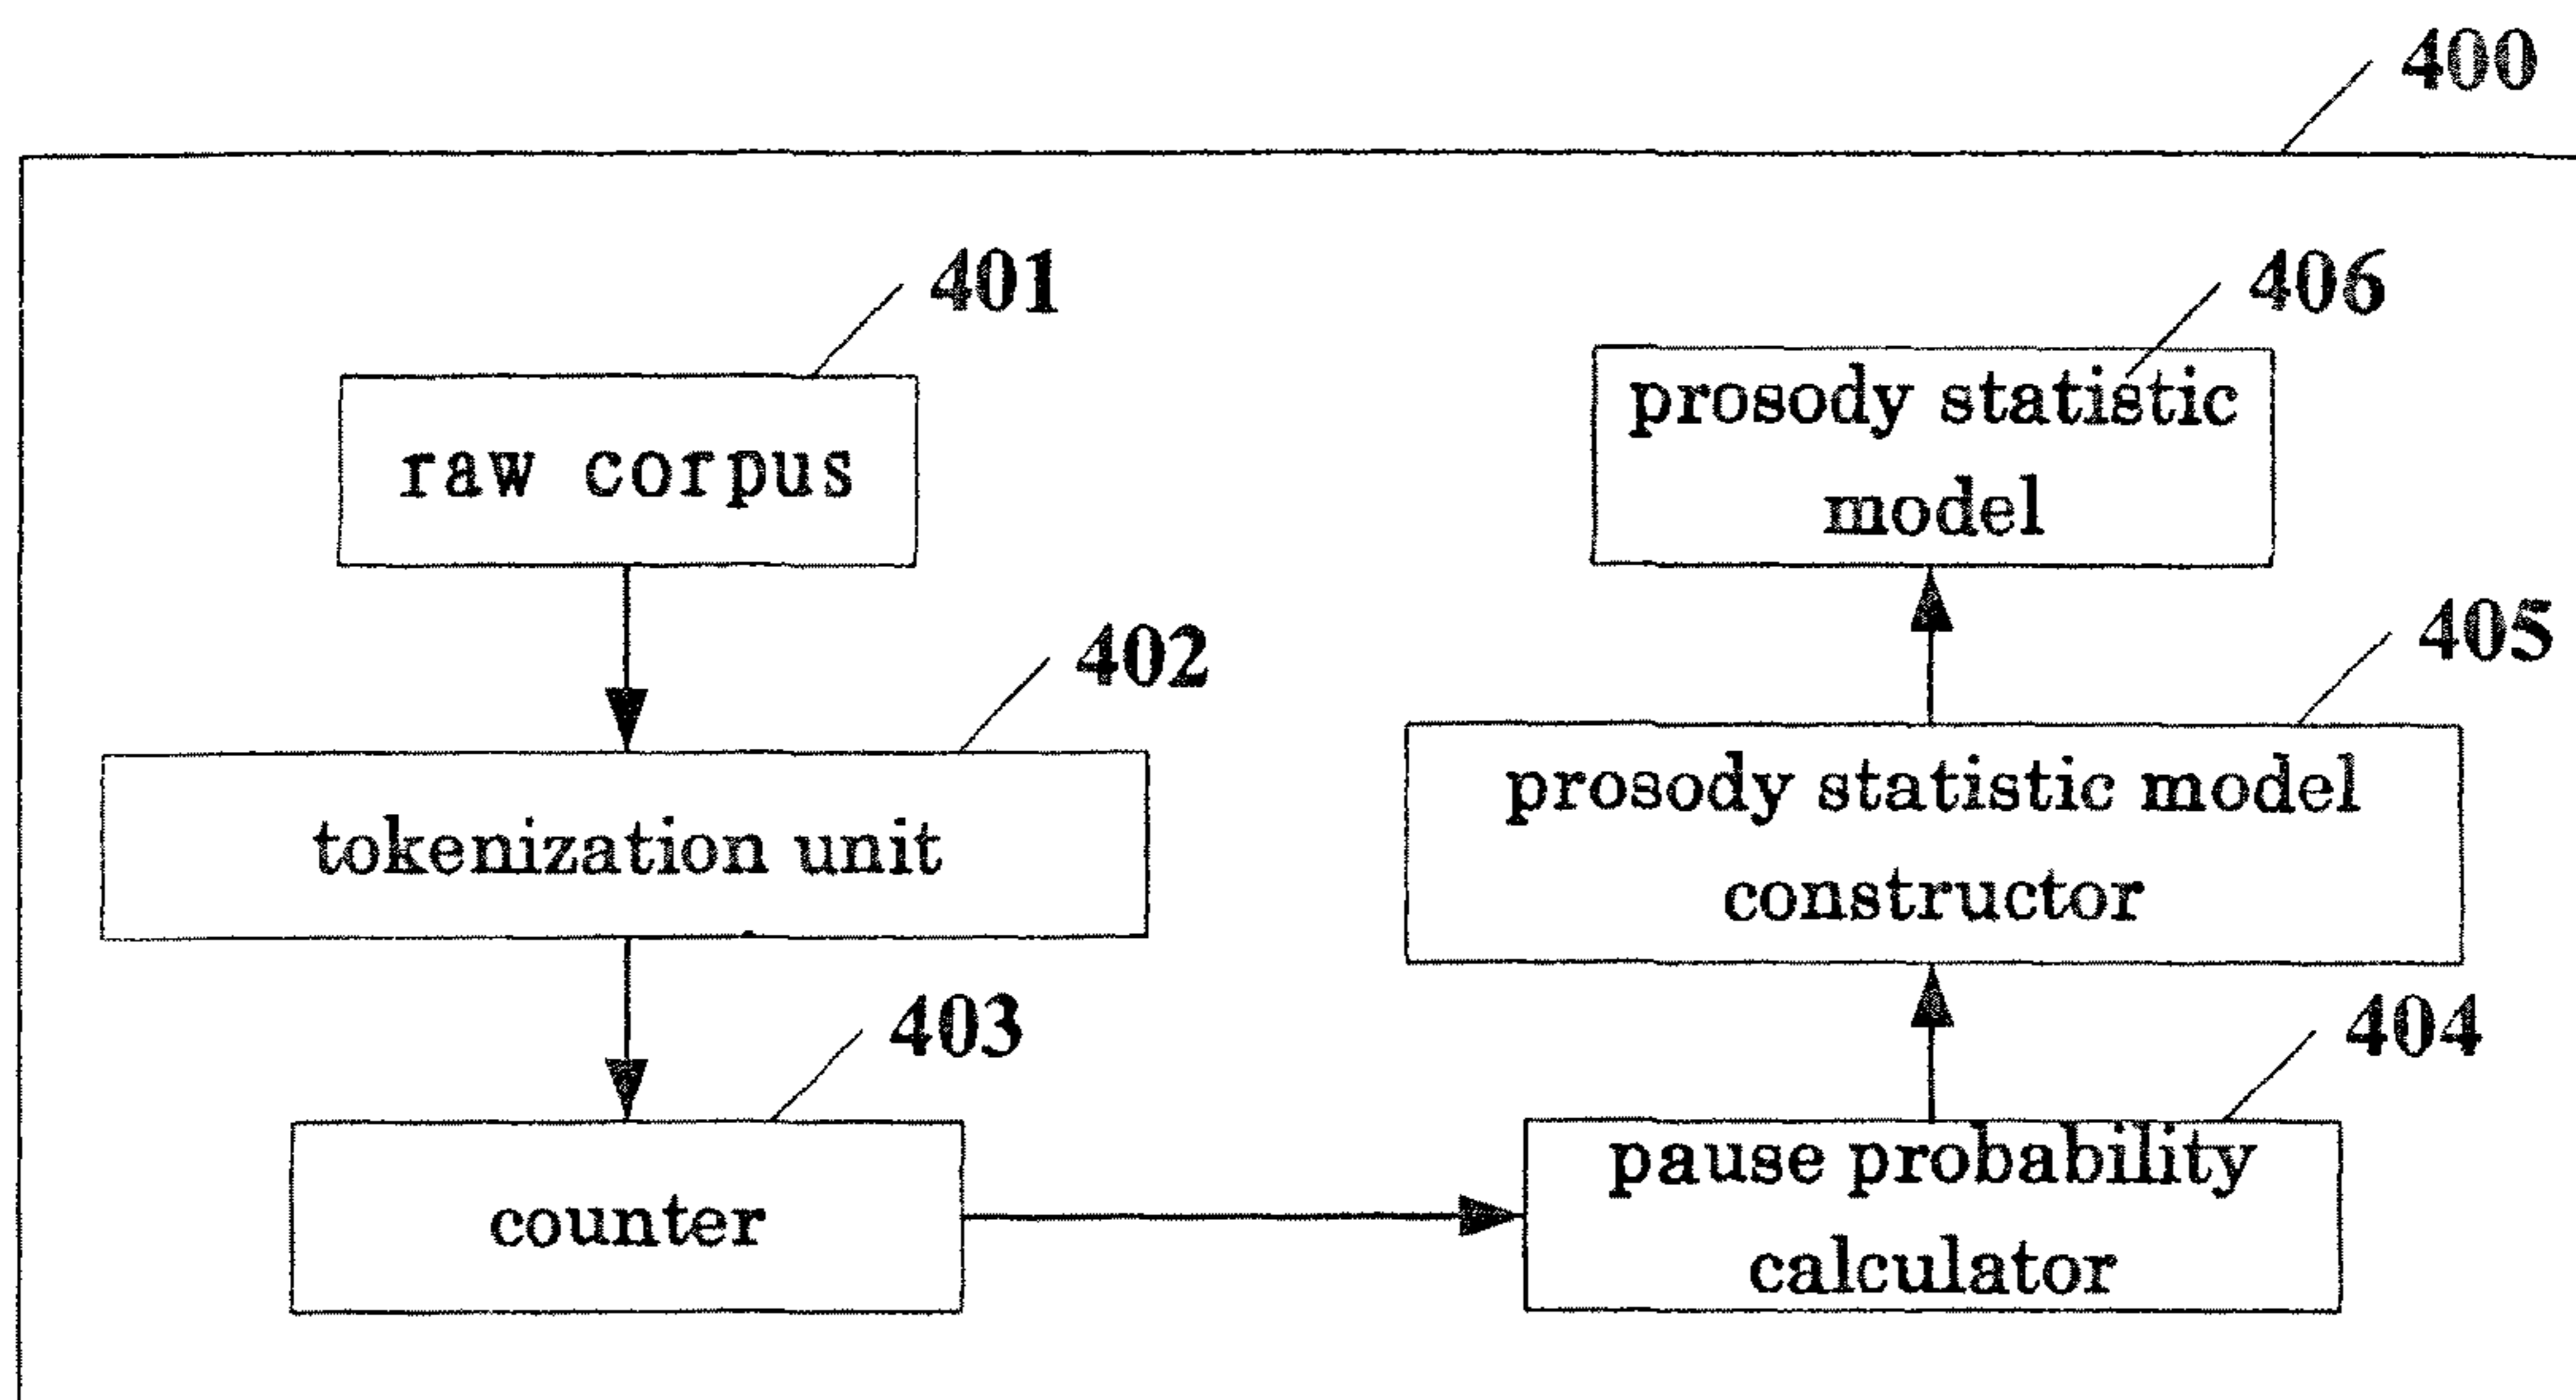 400
401
raw corpus
402
tokenization unit
403
counter
406
prosody statistic
model
405
prosody statistic model
constructor
404
pause probability
calculator